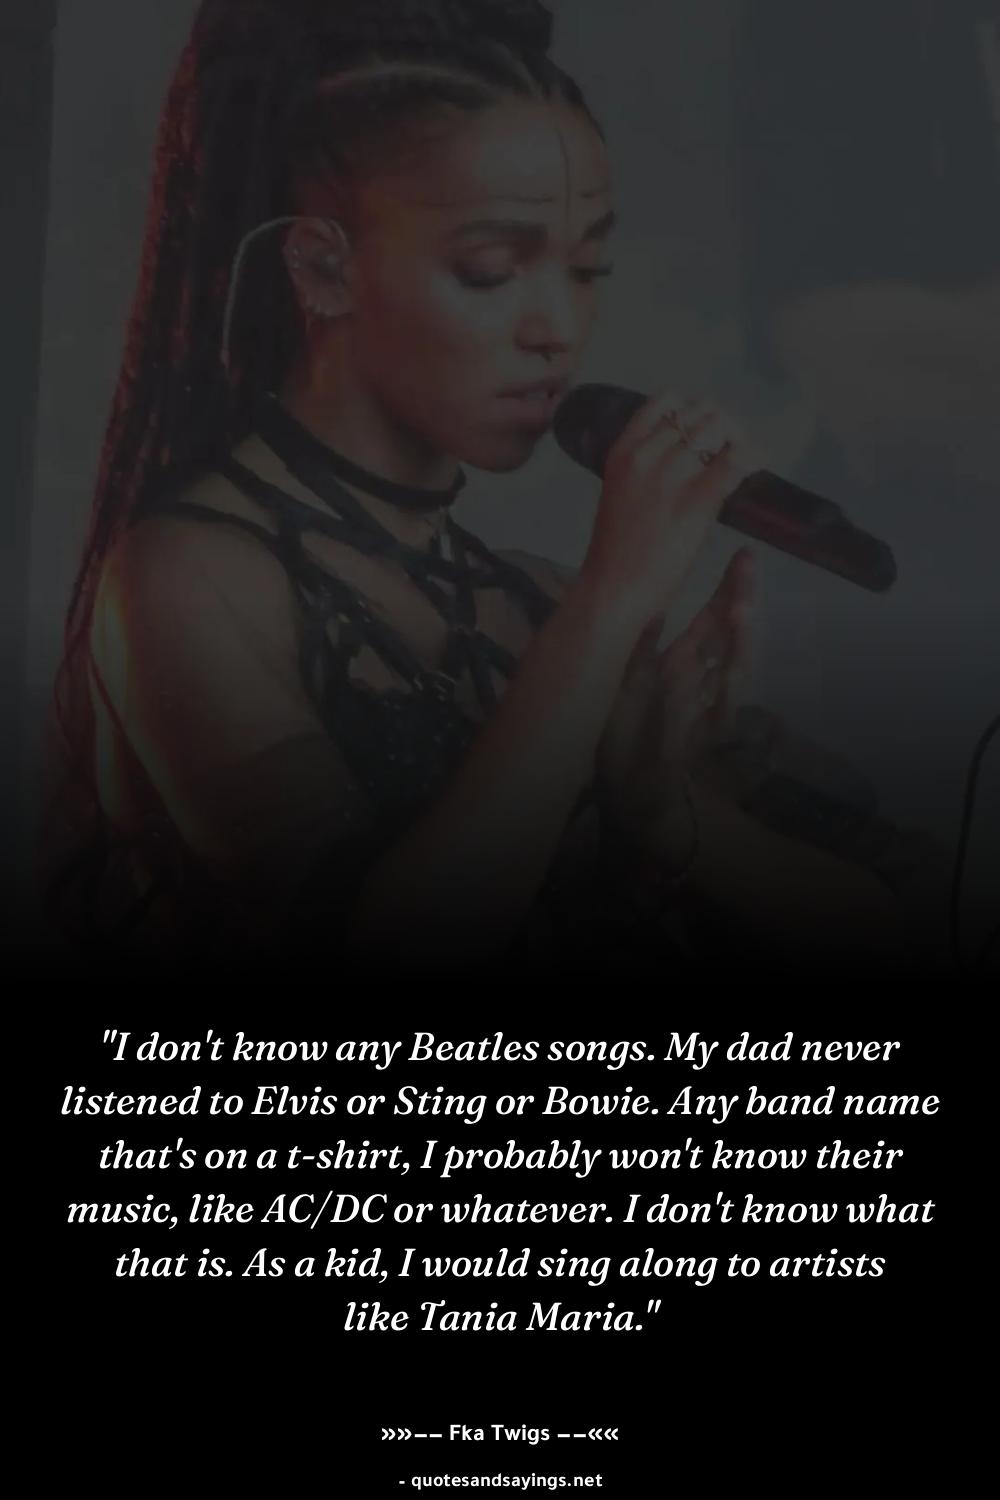 "I don't know any Beatles songs. My dad never
listened to Elvis or Sting or Bowie. Any band name
that's on a t-shirt, I probably won't know their
music, like AC/DC or whatever. I don't know what
that is. As a kid, I would sing along to artists
like Tania Maria."
»»–– Fka Twigs ––««
- quotesandsayings.net